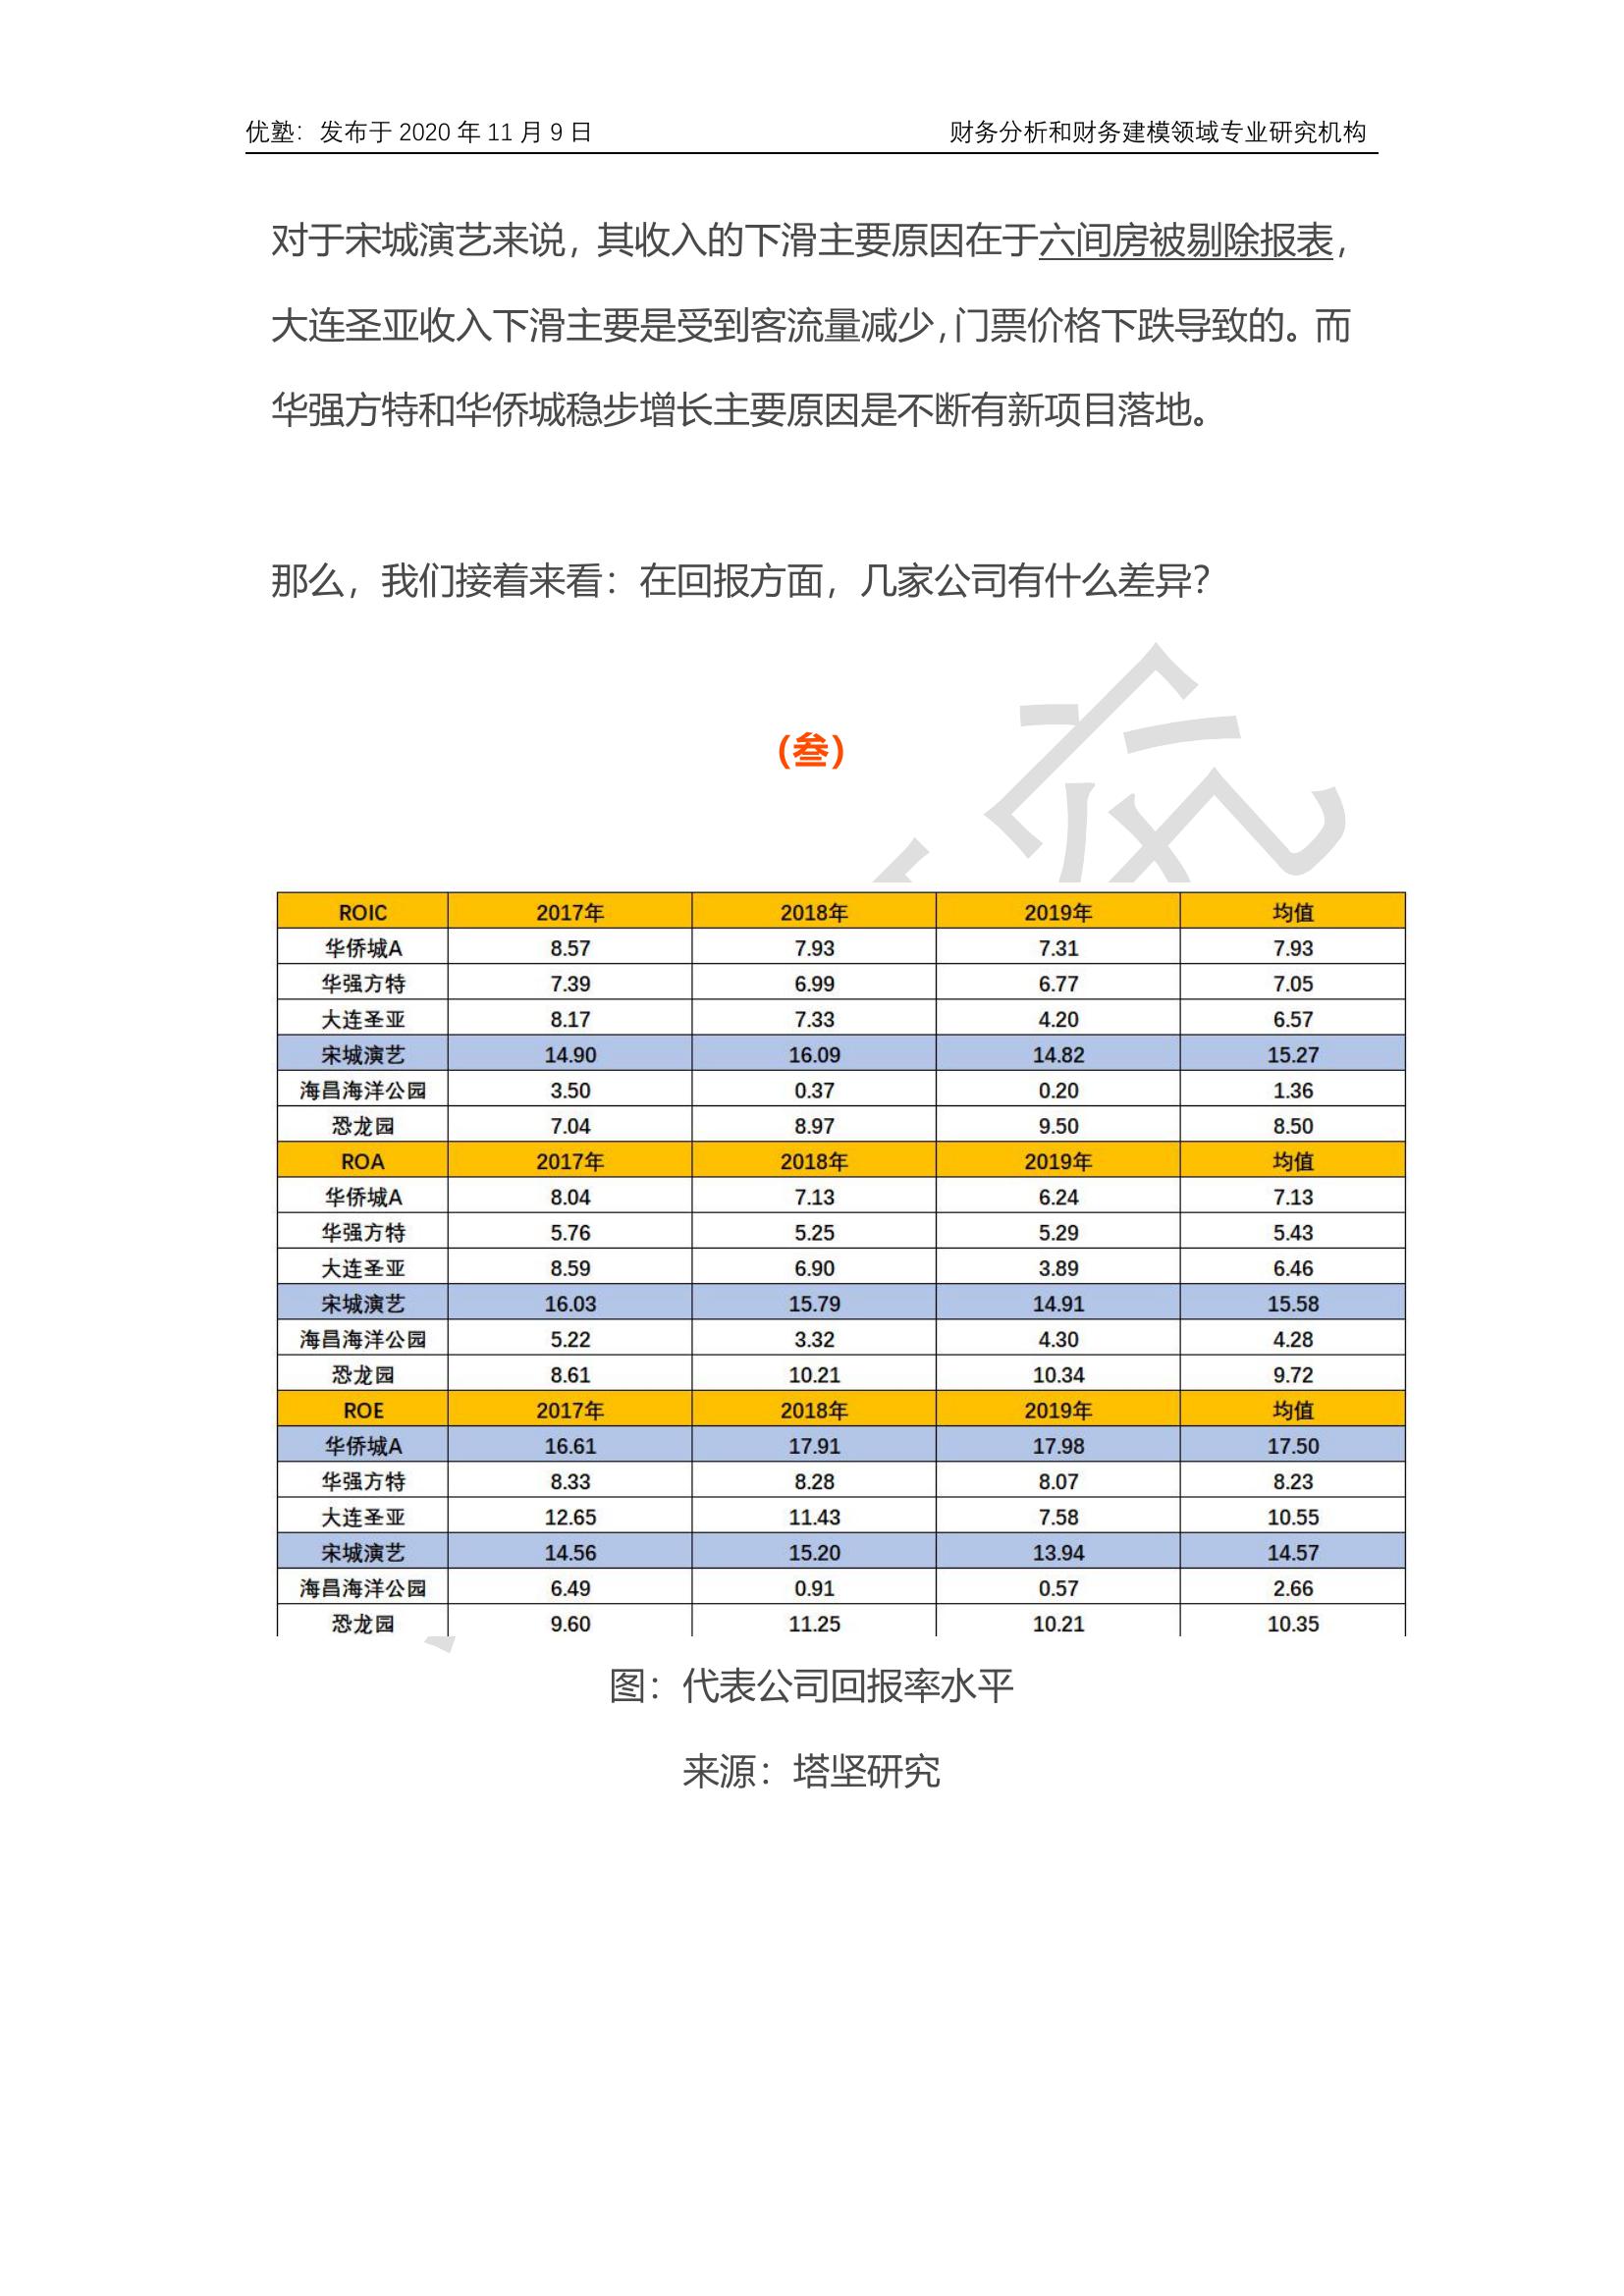 优塾：发布于 2020 年 11 月 9 日 财务分析和财务建模领域专业研究机构
对于宋城演艺来说，其收入的下滑主要原因在于六间房被剔除报表，
大连圣亚收入下滑主要是受到客流量减少，门票价格下跌导致的。而
华强方特和华侨城稳步增长主要原因是不断有新项目落地。
那么，我们接着来看：在回报方面，几家公司有什么差异？
（叁）
ROIC 2017年 2018年 2019年 均值
华侨城A 8.57 7.93 7.31 7.93
华强方特 7.39 6.99 6.77 7.05
大连圣亚 8.17 7.33 4.20 6.57
宋城演艺 14.90 16.09 14.82 15.27
海昌海洋公园 3.50 0.37 0.20 1.36
恐龙园 7.04 8.97 9.50 8.50
ROA 2017年 2018年 2019年 均值
华侨城A 8.04 7.13 6.24 7.13
华强方特 5.76 5.25 5.29 5.43
大连圣亚 8.59 6.90 3.89 6.46
宋城演艺 16.03 15.79 14.91 15.58
海昌海洋公园 5.22 3.32 4.30 4.28
恐龙园 8.61 10.21 10.34 9.72
ROE 2017年 2018年 2019年 均值
华侨城A 16.61 17.91 17.98 17.50
华强方特 8.33 8.28 8.07 8.23
大连圣亚 12.65 11.43 7.58 10.55
宋城演艺 14.56 15.20 13.94 14.57
海昌海洋公园 6.49 0.91 0.57 2.66
恐龙园 9.60 11.25 10.21 10.35
图：代表公司回报率水平
来源：塔坚研究